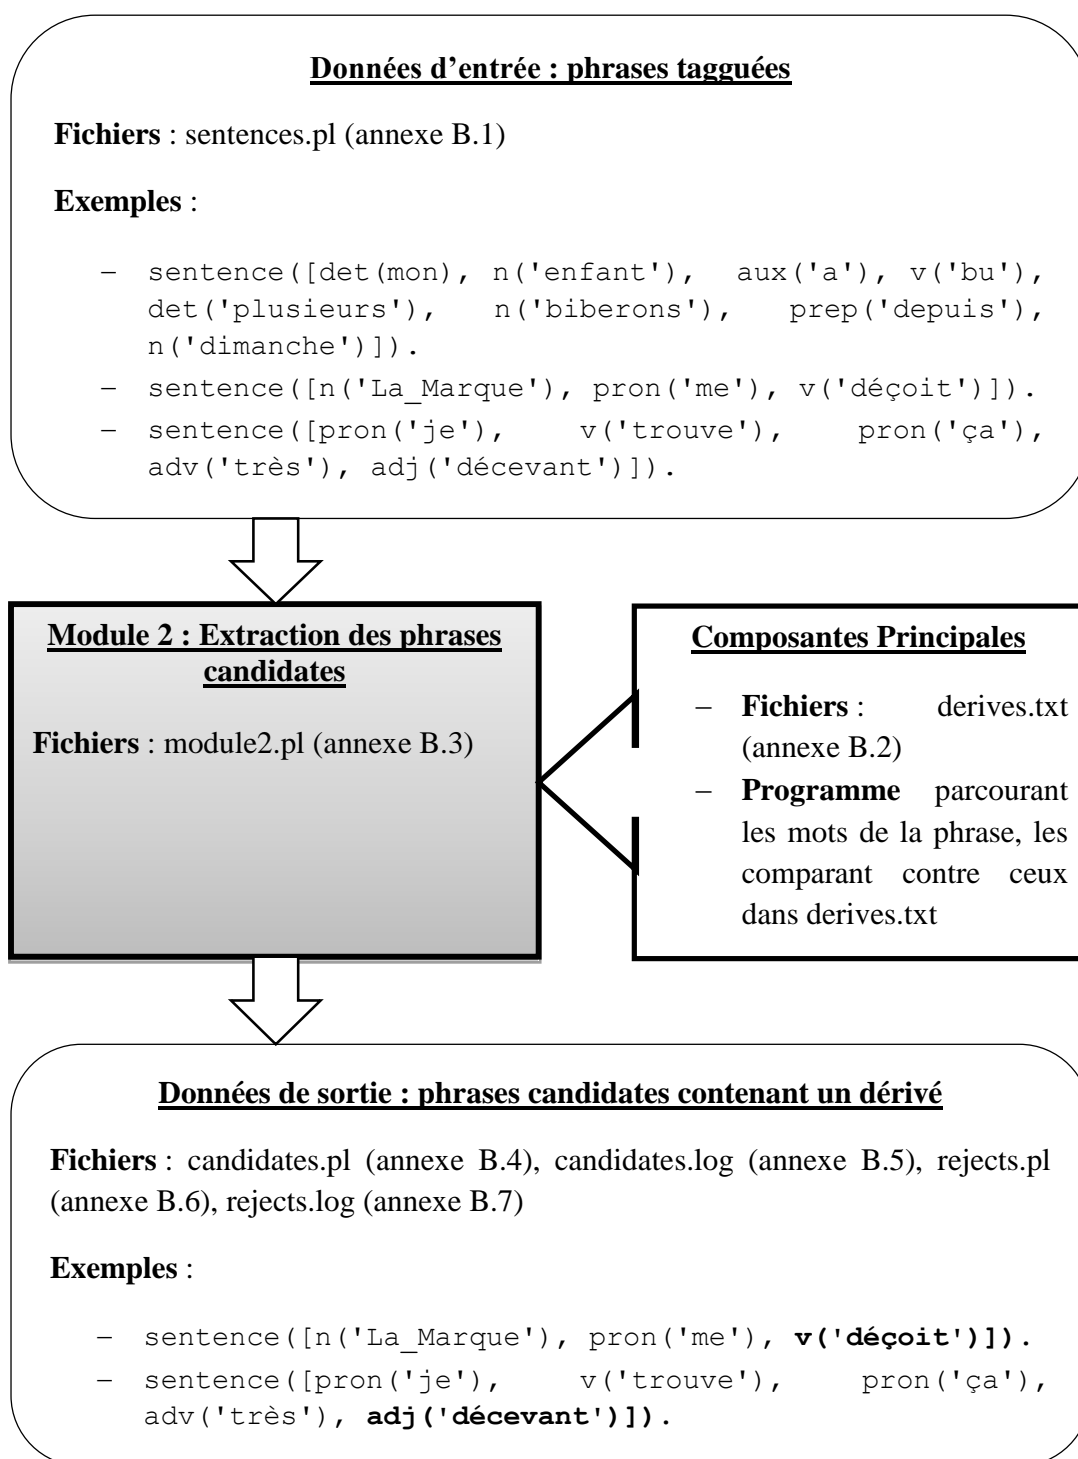 Données d’entrée : phrases tagguées
Fichiers : sentences.pl (annexe B.1)
Exemples :
– sentence([det(mon), n('enfant'), aux('a'), v('bu'),
det('plusieurs'), n('biberons'), prep('depuis'),
n('dimanche')]).
– sentence([n('La_Marque'), pron('me'), v('déçoit')]).
– sentence([pron('je'), v('trouve'), pron('ça'),
adv('très'), adj('décevant')]).
Module 2 : Extraction des phrases
candidates
Fichiers : module2.pl (annexe B.3)
Composantes Principales
– Fichiers : derives.txt
(annexe B.2)
– Programme parcourant
les mots de la phrase, les
comparant contre ceux
dans derives.txt
Données de sortie : phrases candidates contenant un dérivé
Fichiers : candidates.pl (annexe B.4), candidates.log (annexe B.5), rejects.pl
(annexe B.6), rejects.log (annexe B.7)
Exemples :
– sentence([n('La_Marque'), pron('me'), v('déçoit')]).
– sentence([pron('je'), v('trouve'), pron('ça'),
adv('très'), adj('décevant')]).